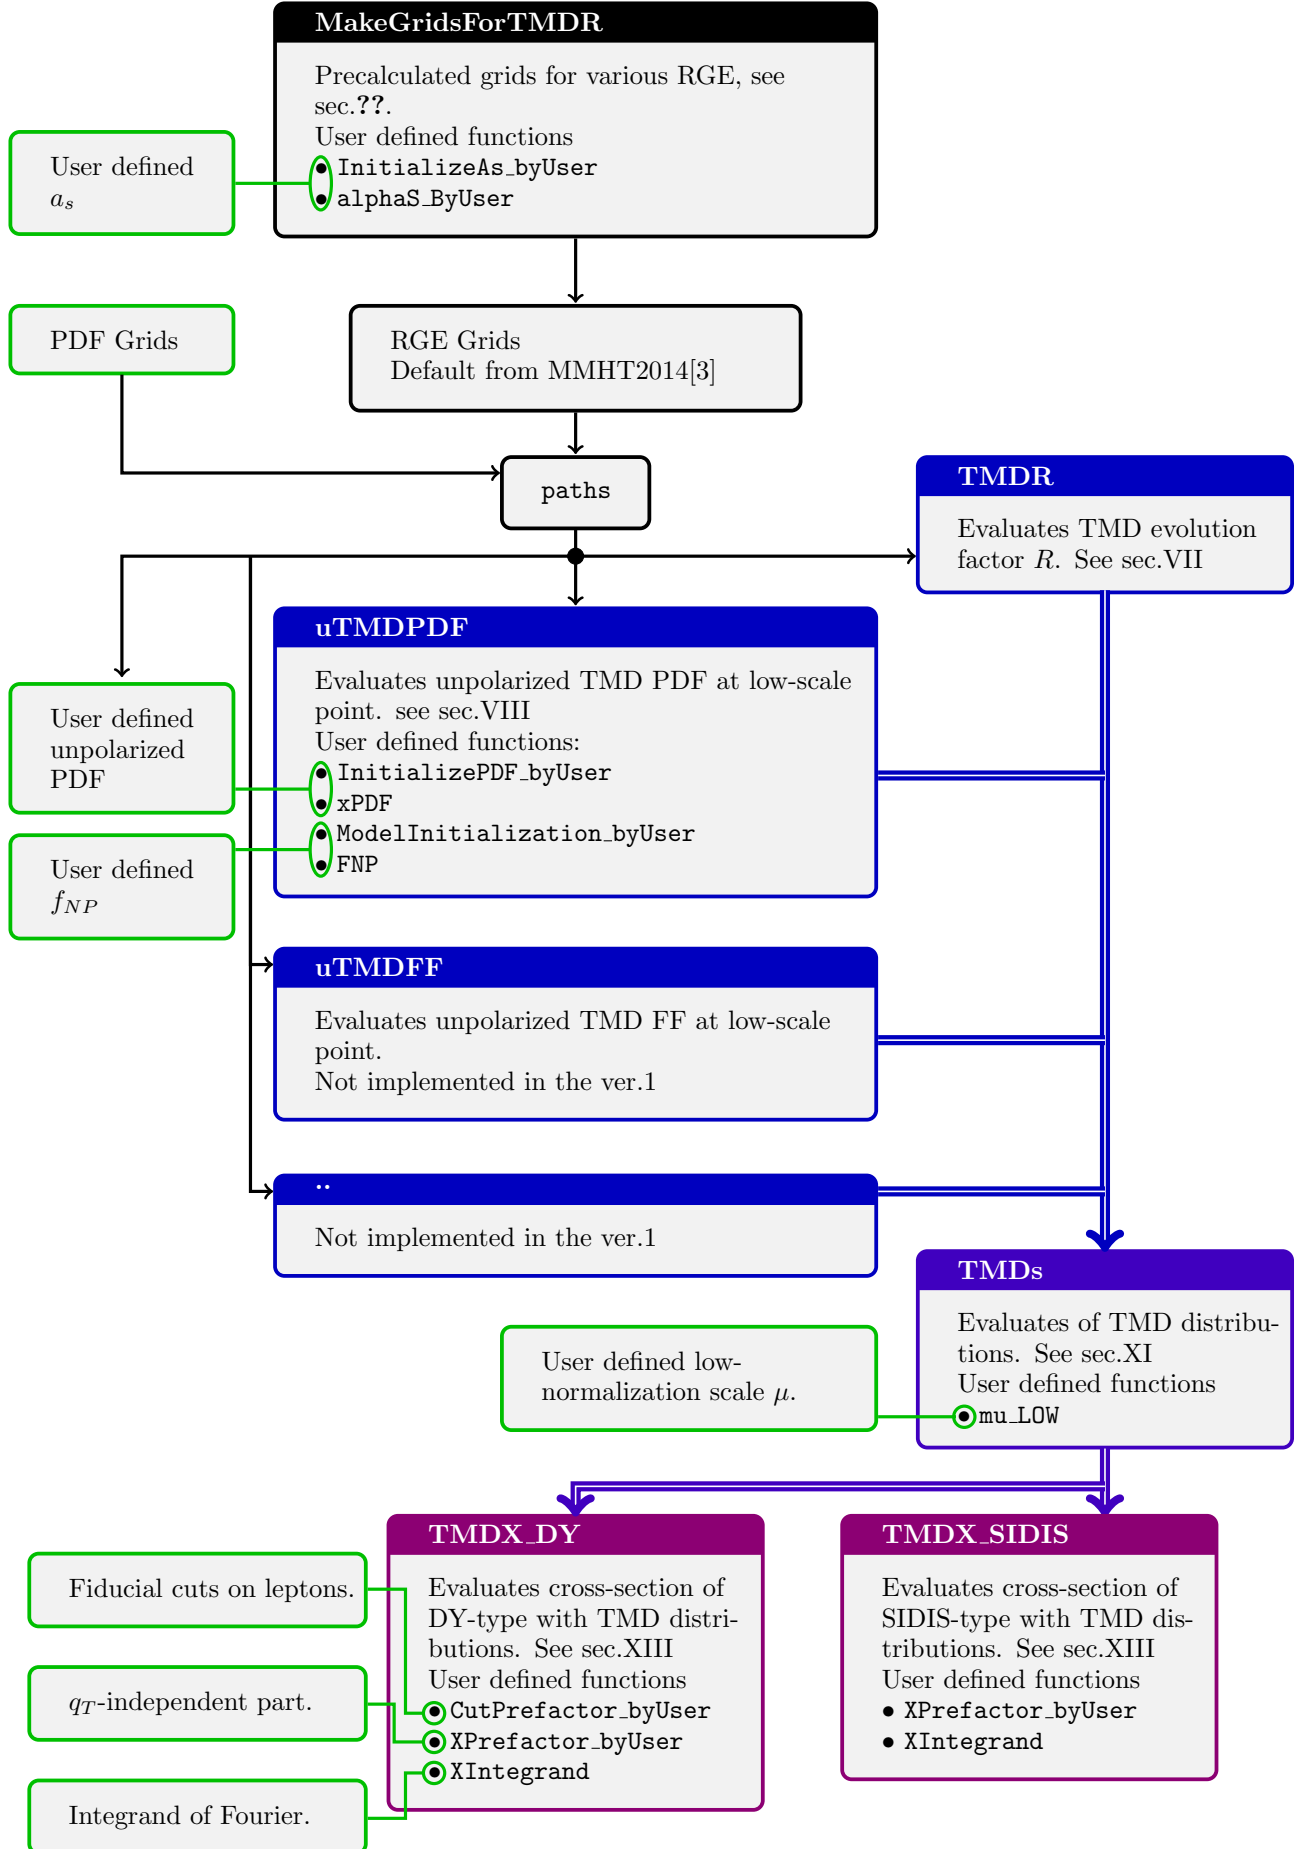 MakeGridsForTMDR
Precalculated grids for various RGE, see
sec.??.
User defined functions
• InitializeAs_byUser
• alphaS_ByUser
User defined
a_s
PDF Grids
RGE Grids
Default from MMHT2014[3]
paths
TMDR
Evaluates TMD evolution
factor R. See sec.VII
uTMDPDF
Evaluates unpolarized TMD PDF at low-scale
point. see sec.VIII
User defined functions:
• InitializePDF_byUser
• xPDF
• ModelInitialization_byUser
• FNP
User defined
unpolarized
PDF
User defined
f_{NP}
uTMDFF
Evaluates unpolarized TMD FF at low-scale
point.
Not implemented in the ver.1
..
Not implemented in the ver.1
TMDs
Evaluates of TMD distribu-
tions. See sec.XI
User defined functions
• mu_LOW
User defined low-
normalization scale μ.
TMDX_DY
Evaluates cross-section of
DY-type with TMD distri-
butions. See sec.XIII
User defined functions
• CutPrefactor_byUser
• XPrefactor_byUser
• XIntegrand
TMDX_SIDIS
Evaluates cross-section of
SIDIS-type with TMD dis-
tributions. See sec.XIII
User defined functions
• XPrefactor_byUser
• XIntegrand
Fiducial cuts on leptons.
q_T-independent part.
Integrand of Fourier.